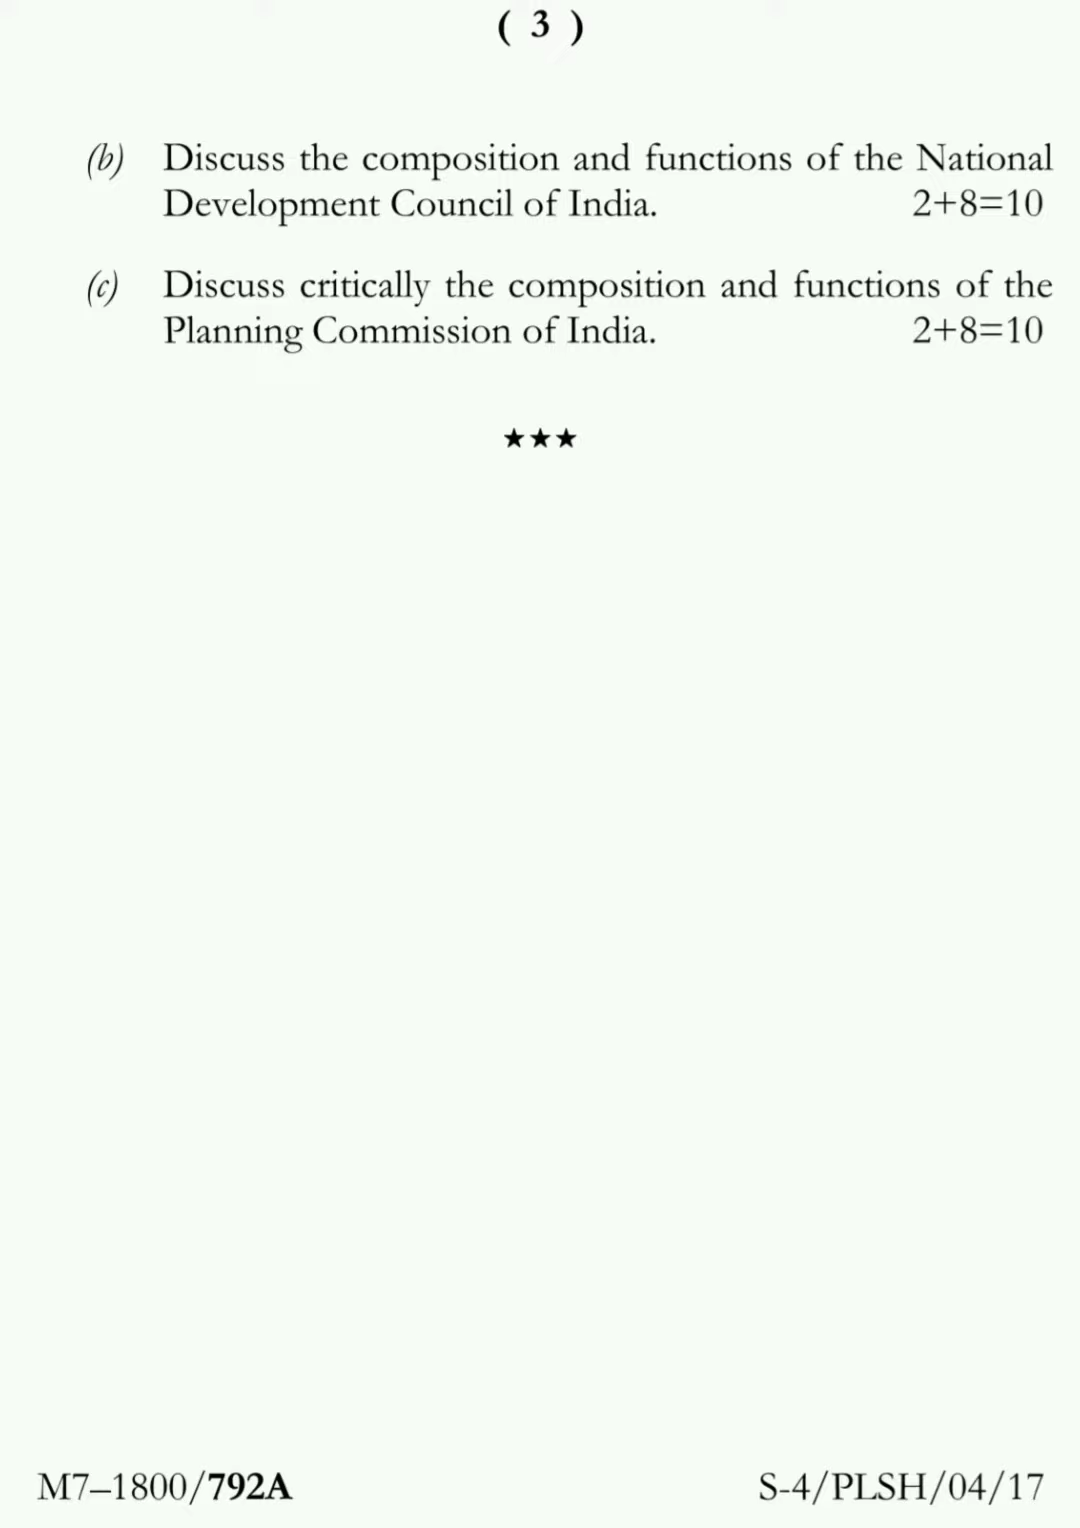 ( 3 )
(b) Discuss the composition and functions of the National
Development Council of India. 2+8=10
(c) Discuss critically the composition and functions of the
Planning Commission of India. 2+8=10
★★★
M7–1800/792A S-4/PLSH/04/17